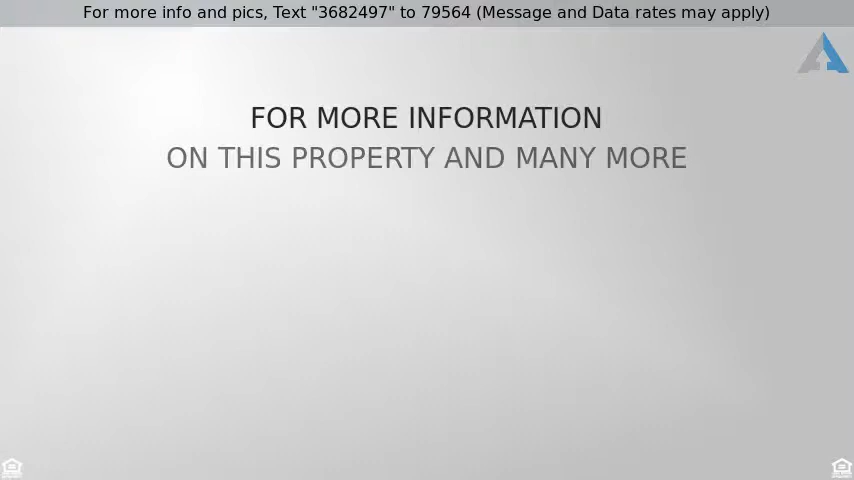 For more info and pics, Text "3682497" to 79564 (Message and Data rates may apply)
FOR MORE INFORMATION
ON THIS PROPERTY AND MANY MORE